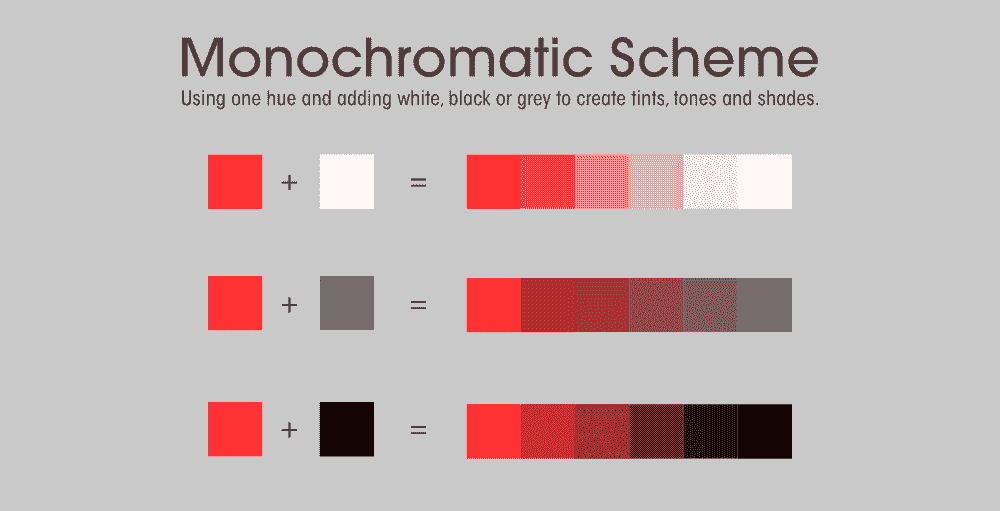 Monochromatic Scheme
Using one hue and adding white, black or grey to create tints, tones and shades.
+ =
+ =
+ =